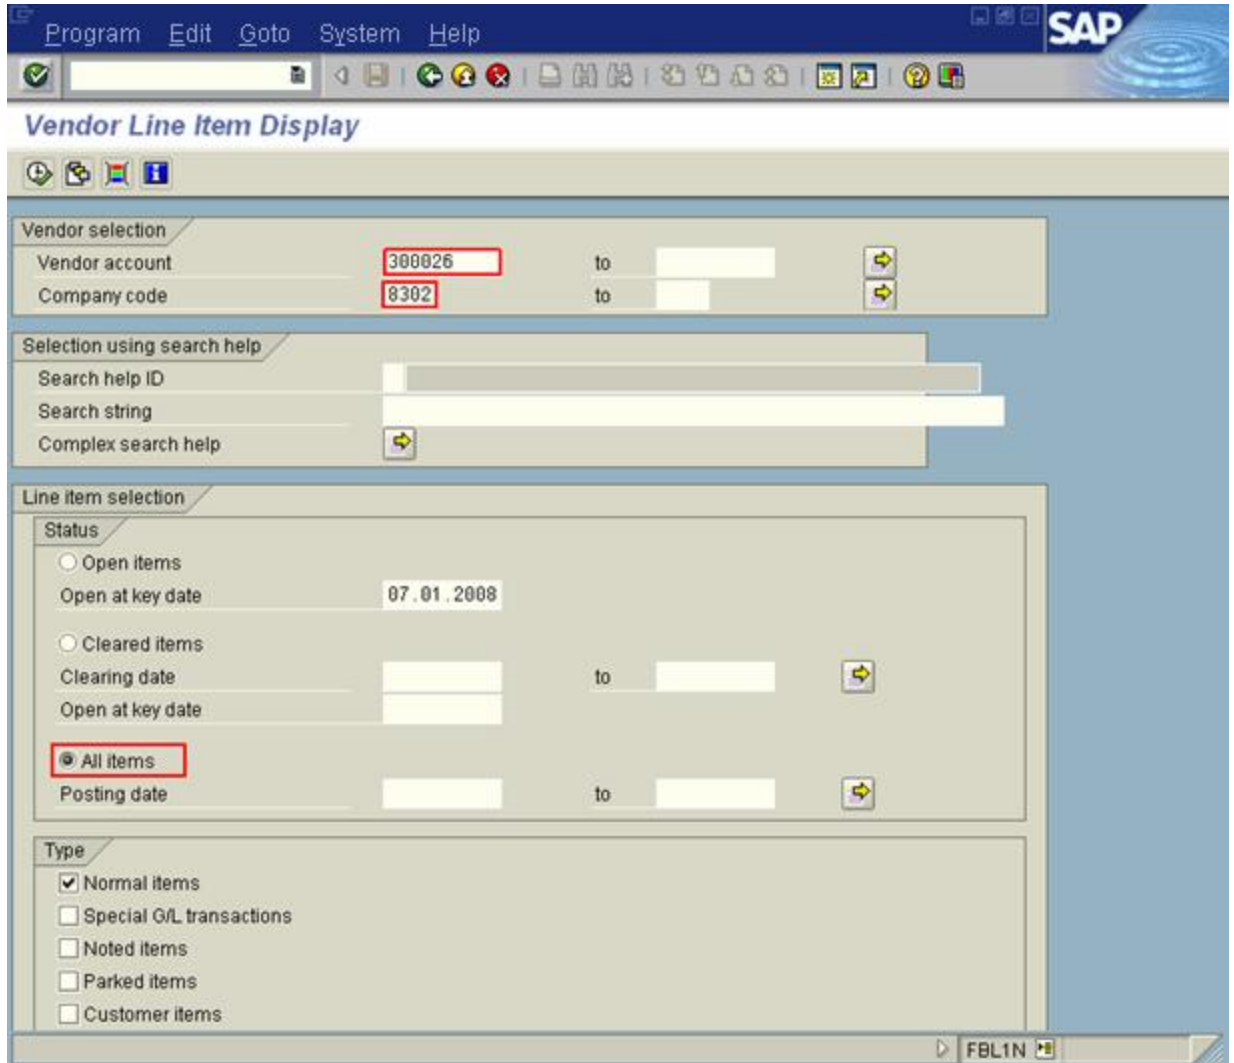 Program Edit Goto System Help
SAP
Vendor Line Item Display
Vendor selection
Vendor account 300026 to
Company code 8302 to
Selection using search help
Search help ID
Search string
Complex search help
Line item selection
Status
Open items
Open at key date 07.01.2008
Cleared items
Clearing date to
Open at key date
All items
Posting date to
Type
Normal items
Special G/L transactions
Noted items
Parked items
Customer items
FBL1N